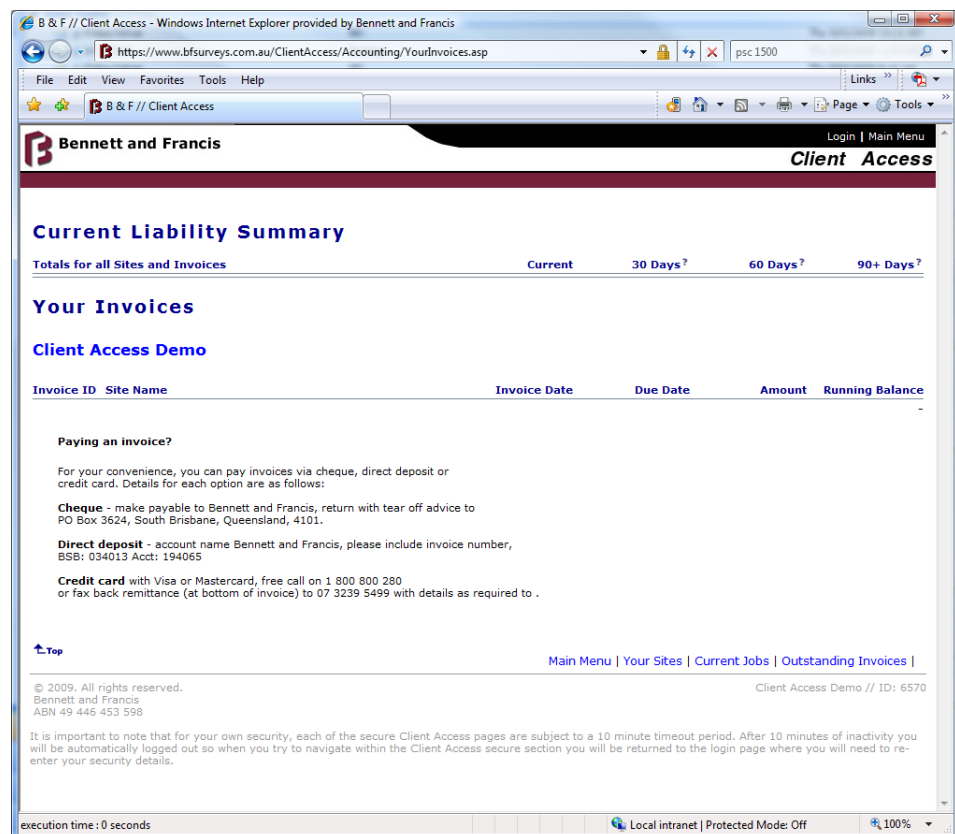 B & F // Client Access - Windows Internet Explorer provided by Bennett and Francis
https://www.bfsurveys.com.au/ClientAccess/Accounting/YourInvoices.asp
psc 1500
File Edit View Favorites Tools Help
Links »
B & F // Client Access
Page Tools »
Bennett and Francis
Login | Main Menu
Client Access
Current Liability Summary
Totals for all Sites and Invoices Current 30 Days? 60 Days? 90+ Days?
Your Invoices
Client Access Demo
Invoice ID Site Name Invoice Date Due Date Amount Running Balance
-
Paying an invoice?
For your convenience, you can pay invoices via cheque, direct deposit or
credit card. Details for each option are as follows:
Cheque - make payable to Bennett and Francis, return with tear off advice to
PO Box 3624, South Brisbane, Queensland, 4101.
Direct deposit - account name Bennett and Francis, please include invoice number,
BSB: 034013 Acct: 194065
Credit card with Visa or Mastercard, free call on 1 800 800 280
or fax back remittance (at bottom of invoice) to 07 3239 5499 with details as required to .
Top
Main Menu | Your Sites | Current Jobs | Outstanding Invoices |
© 2009. All rights reserved.
Client Access Demo // ID: 6570
Bennett and Francis
ABN 49 446 453 598
It is important to note that for your own security, each of the secure Client Access pages are subject to a 10 minute timeout period. After 10 minutes of inactivity you
will be automatically logged out so when you try to navigate within the Client Access secure section you will be returned to the login page where you will need to re-
enter your security details.
execution time : 0 seconds
Local intranet | Protected Mode: Off
100%